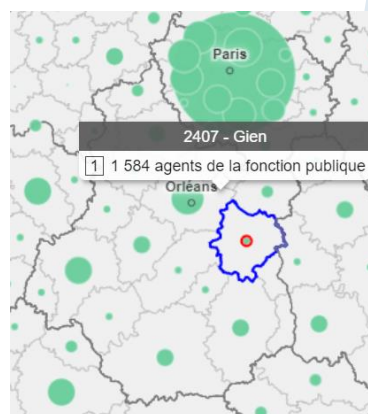 Paris
2407 - Gien
1 1 584 agents de la fonction publique
Orléans